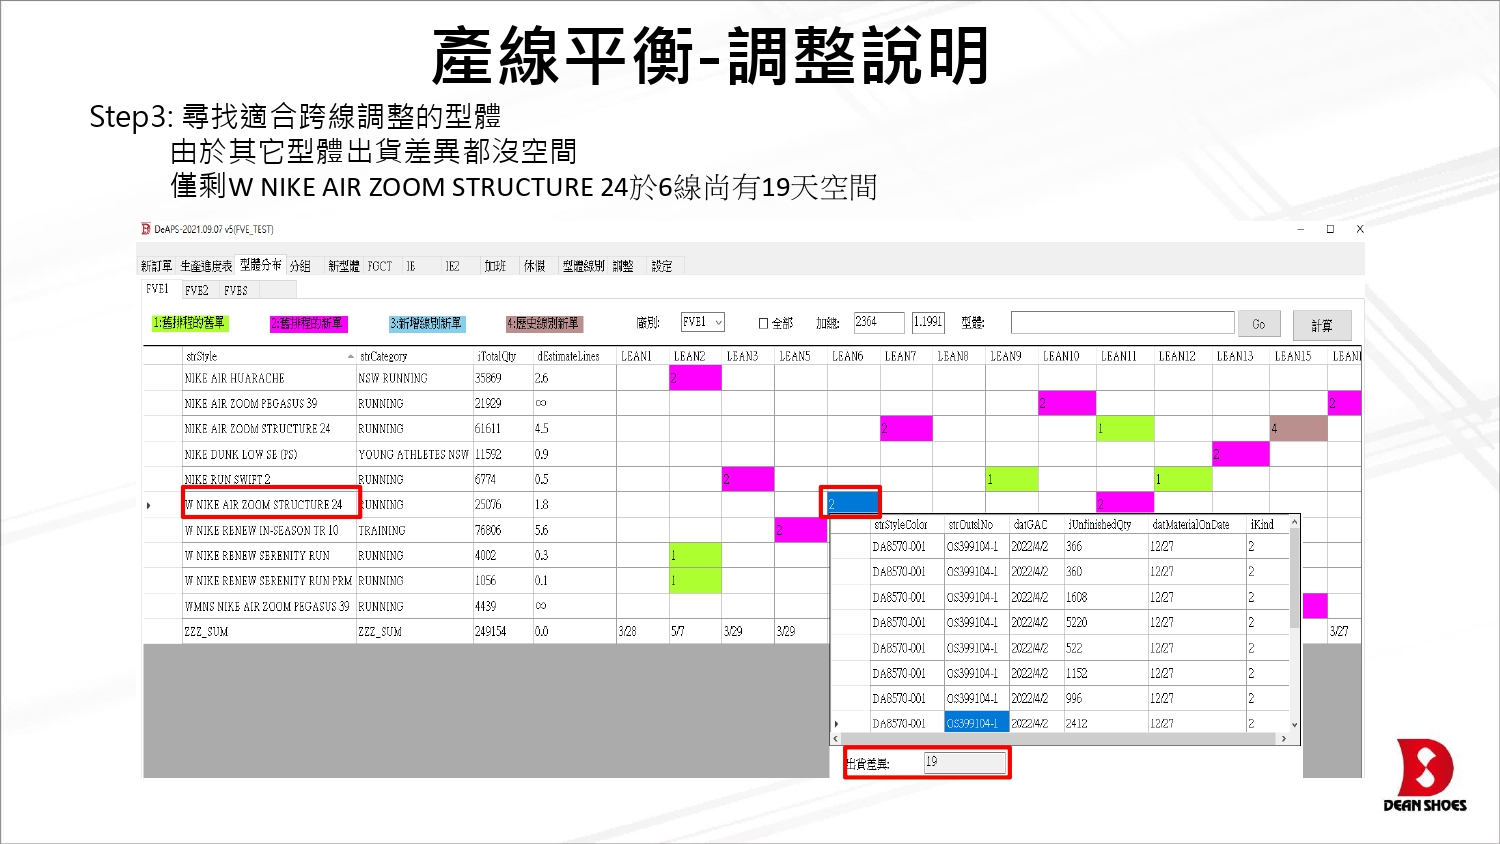 產線平衡-調整說明
Step3: 尋找適合跨線調整的型體
由於其它型體出貨差異都沒空間
僅剩W NIKE AIR ZOOM STRUCTURE 24於6線尚有19天空間
DeAPS-2021.09.07 v5(FVE_TEST)
新訂單 生產進度表 型體分布 分組 新型體 FGCT IE IE2 加班 休假 型體線別 調整 設定
FVE1 FVE2 FVES
1:舊排程的舊單 2:舊排程的新單 3:新增線別新單 4:歷史線別新單 廠別: FVE1 全部 加總: 2364 1.1991 型體: Go 計算
strStyle strCategory iTotalQty dEstimateLines LEAN1 LEAN2 LEAN3 LEAN5 LEAN6 LEAN7 LEAN8 LEAN9 LEAN10 LEAN11 LEAN12 LEAN13 LEAN15 LEAN1
NIKE AIR HUARACHE NSW RUNNING 35869 2.6 2
NIKE AIR ZOOM PEGASUS 39 RUNNING 21929 ∞ 2 2
NIKE AIR ZOOM STRUCTURE 24 RUNNING 61611 4.5 2 1 4
NIKE DUNK LOW SE (PS) YOUNG ATHLETES NSW 11592 0.9 2
NIKE RUN SWIFT 2 RUNNING 6774 0.5 2 1 1
W NIKE AIR ZOOM STRUCTURE 24 RUNNING 25076 1.8 2 2
W NIKE RENEW IN-SEASON TR 10 TRAINING 76806 5.6 2
W NIKE RENEW SERENITY RUN RUNNING 4002 0.3 1
W NIKE RENEW SERENITY RUN PRM RUNNING 1056 0.1 1
WMNS NIKE AIR ZOOM PEGASUS 39 RUNNING 4439 ∞
ZZZ_SUM ZZZ_SUM 249154 0.0 3/28 5/7 3/29 3/29 3/27
strStyleColor strOutslNo datGAC iUnfinishedQty datMaterialOnDate iKind
DA8570-001 OS399104-1 2022/4/2 366 12/27 2
DA8570-001 OS399104-1 2022/4/2 360 12/27 2
DA8570-001 OS399104-1 2022/4/2 1608 12/27 2
DA8570-001 OS399104-1 2022/4/2 5220 12/27 2
DA8570-001 OS399104-1 2022/4/2 522 12/27 2
DA8570-001 OS399104-1 2022/4/2 1152 12/27 2
DA8570-001 OS399104-1 2022/4/2 996 12/27 2
DA8570-001 OS399104-1 2022/4/2 2412 12/27 2
出貨差異: 19
DEAN SHOES